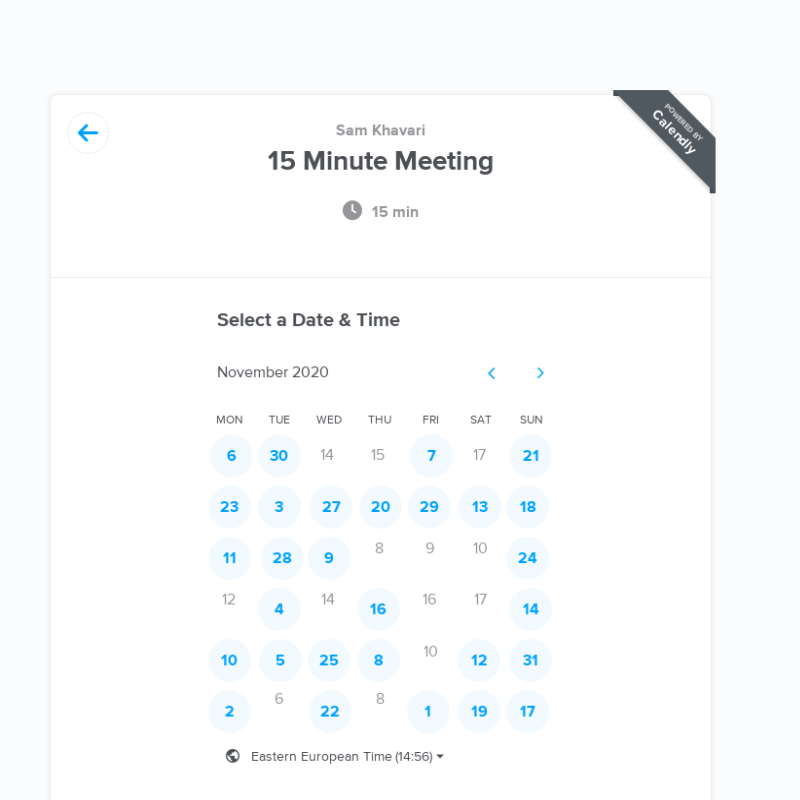 POWERED BY
Calendly
Sam Khavari
15 Minute Meeting
15 min
Select a Date & Time
November 2020
MON TUE WED THU FRI SAT SUN
6 30 14 15 7 17 21
23 3 27 20 29 13 18
11 28 9 8 9 10 24
12 4 14 16 16 17 14
10 5 25 8 10 12 31
2 6 22 8 1 19 17
Eastern European Time (14:56)